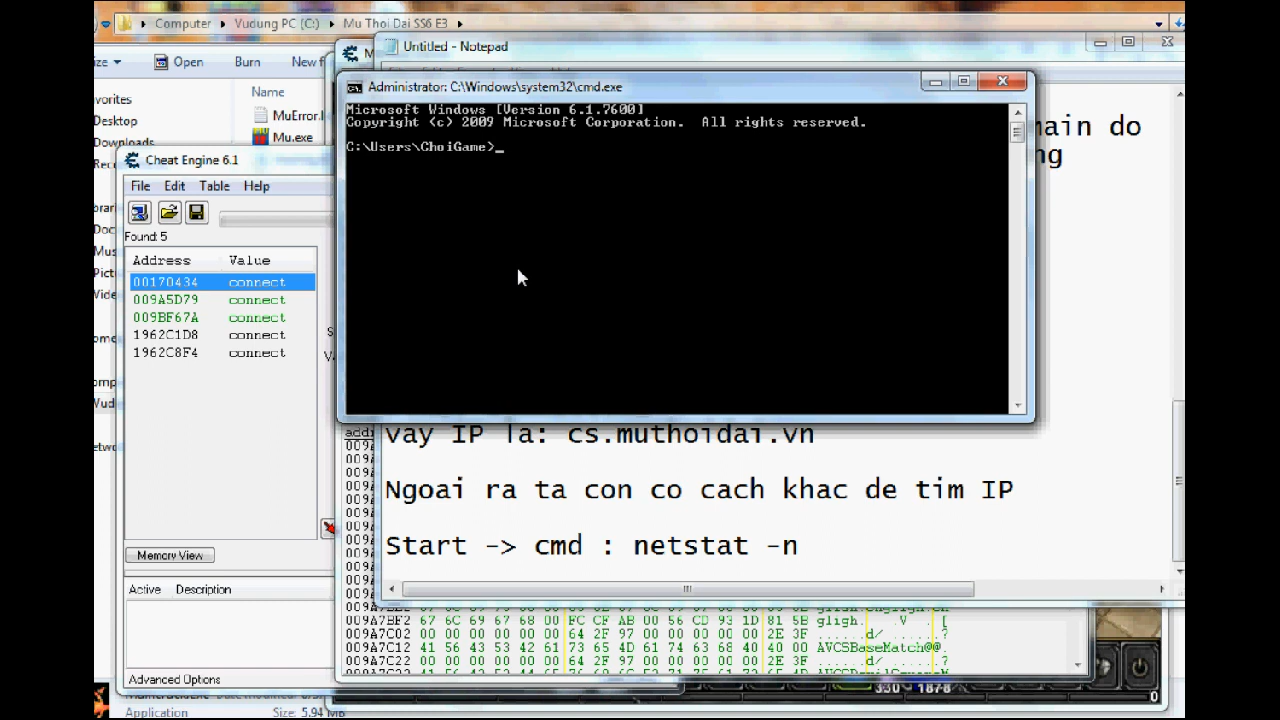 Computer Vudung PC (C:) Mu Thoi Dai SS6 E3
Untitled - Notepad
Open Burn
Administrator: C:\Windows\system32\cmd.exe
Name
MuError.l
Mu.exe
Desktop
Downloads
Microsoft Windows [Version 6.1.7600]
Copyright (c) 2009 Microsoft Corporation. All rights reserved.
C:\Users\ChoiGame>_
main do
ng
Cheat Engine 6.1
File Edit Table Help
Found: 5
Address Value
00170434 connect
009A5D79 connect
009BF67A connect
1962C1D8 connect
1962C8F4 connect
vay IP la: cs.muthoidai.vn
Ngoai ra ta con co cach khac de tim IP
Start -> cmd : netstat -n
Memory View
Active Description
Advanced Options
009A7BF2 67 6C 69 67 68 00 FC CF AB 00 56 CD 93 1D 81 5B gligh. V . [
009A7C02 00 00 00 00 00 00 64 2F 97 00 00 00 00 00 2E 3F ......d/ ......?
009A7C12 41 56 43 53 42 61 73 65 4D 61 74 63 68 40 40 00 AVCSBaseMatch@@.
009A7C22 00 00 00 00 00 00 64 2F 97 00 00 00 00 00 2E 3F ......d/ ......?
330 1878
0
Application Size: 5.94 MB